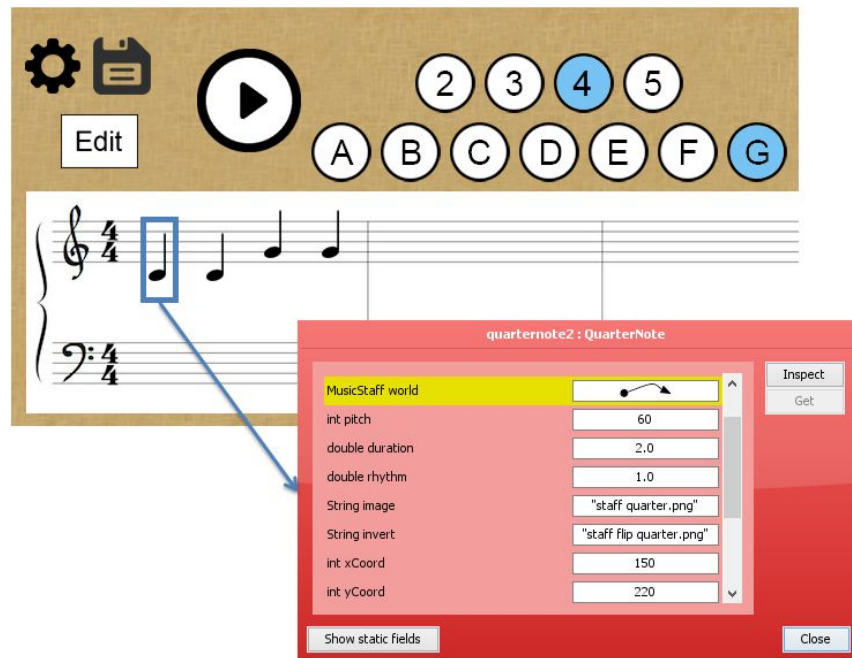 2 3 4 5
Edit
A B C D E F G
4
4
4
4
quarternote2 : QuarterNote
MusicStaff world
Inspect
Get
int pitch 60
double duration 2.0
double rhythm 1.0
String image "staff quarter.png"
String invert "staff flip quarter.png"
int xCoord 150
int yCoord 220
Show static fields
Close